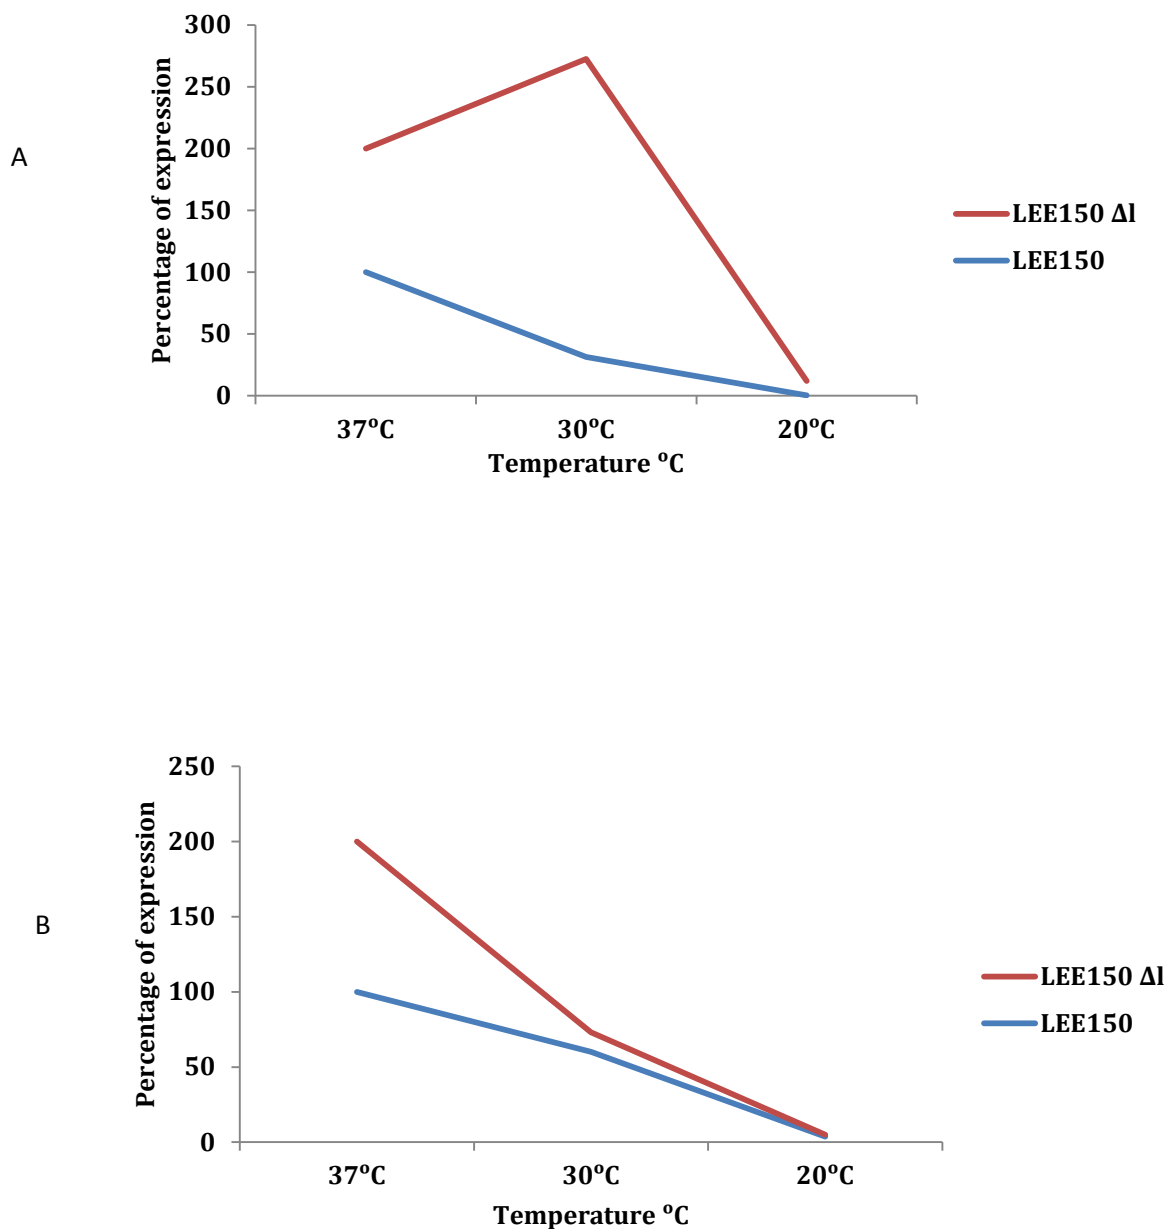 A
Percentage of expression
300
250
200
150
100
50
0
37ºC
30ºC
20ºC
Temperature ºC
LEE150 Δl
LEE150
B
Percentage of expression
250
200
150
100
50
0
37ºC
30ºC
20ºC
Temperature ºC
LEE150 Δl
LEE150